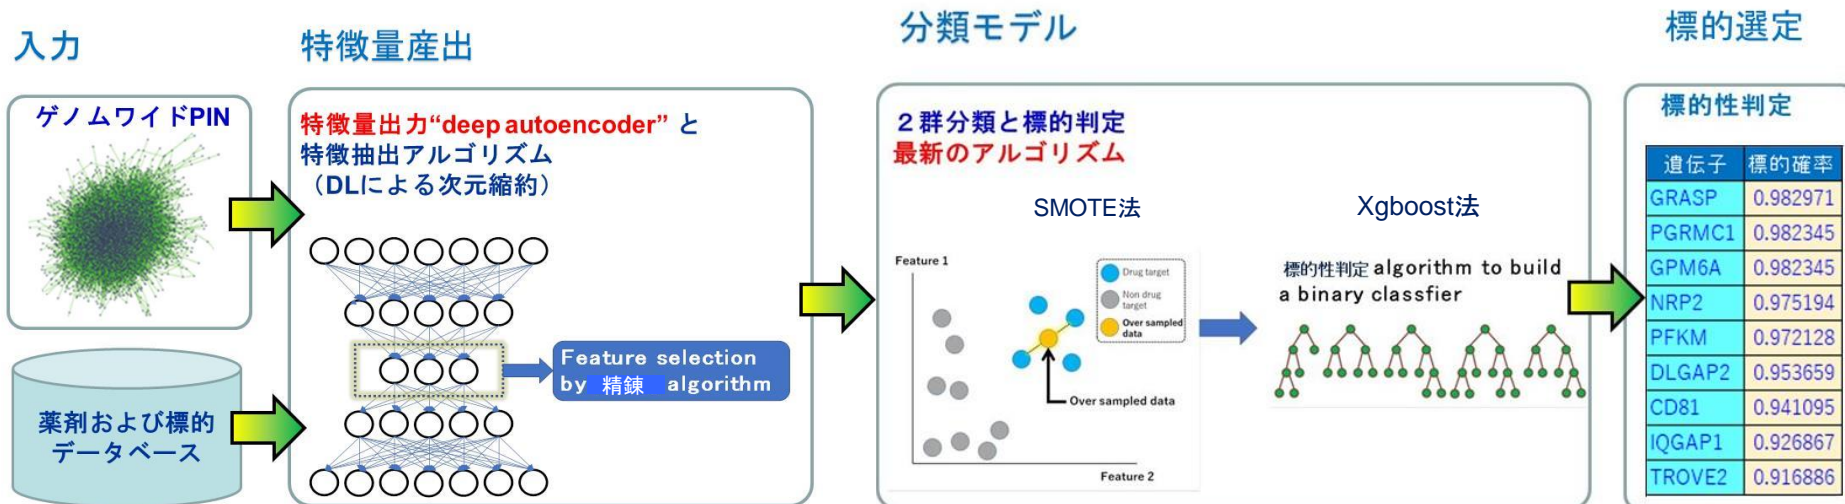 入力
ゲノムワイドPIN
薬剤および標的
データベース
特徴量産出
特徴量出力“deep autoencoder” と
特徴抽出アルゴリズム
（DLによる次元縮約）
Feature selection
by 精錬 algorithm
分類モデル
２群分類と標的判定
最新のアルゴリズム
SMOTE法
Feature 1
Drug target
Non drug
target
Over sampled
data
Over sampled data
Feature 2
Xgboost法
標的性判定 algorithm to build
a binary classfier
標的選定
標的性判定
遺伝子 標的確率
GRASP 0.982971
PGRMC1 0.982345
GPM6A 0.982345
NRP2 0.975194
PFKM 0.972128
DLGAP2 0.953659
CD81 0.941095
IQGAP1 0.926867
TROVE2 0.916886